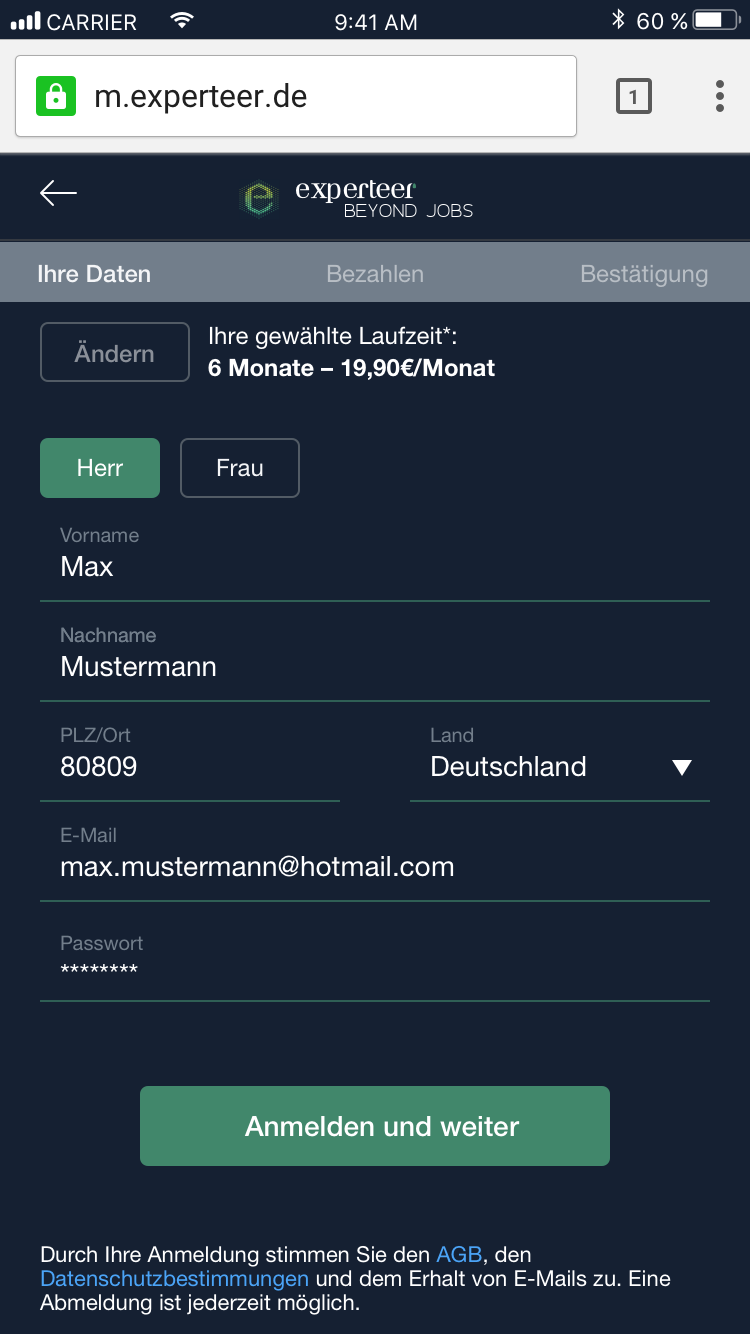 CARRIER 9:41 AM 60 %
m.experteer.de 1
experteer
BEYOND JOBS
Ihre Daten Bezahlen Bestätigung
Ändern
Ihre gewählte Laufzeit*:
6 Monate – 19,90€/Monat
Herr Frau
Vorname
Max
Nachname
Mustermann
PLZ/Ort Land
80809 Deutschland
E-Mail
max.mustermann@hotmail.com
Passwort
********
Anmelden und weiter
Durch Ihre Anmeldung stimmen Sie den AGB, den
Datenschutzbestimmungen und dem Erhalt von E-Mails zu. Eine
Abmeldung ist jederzeit möglich.